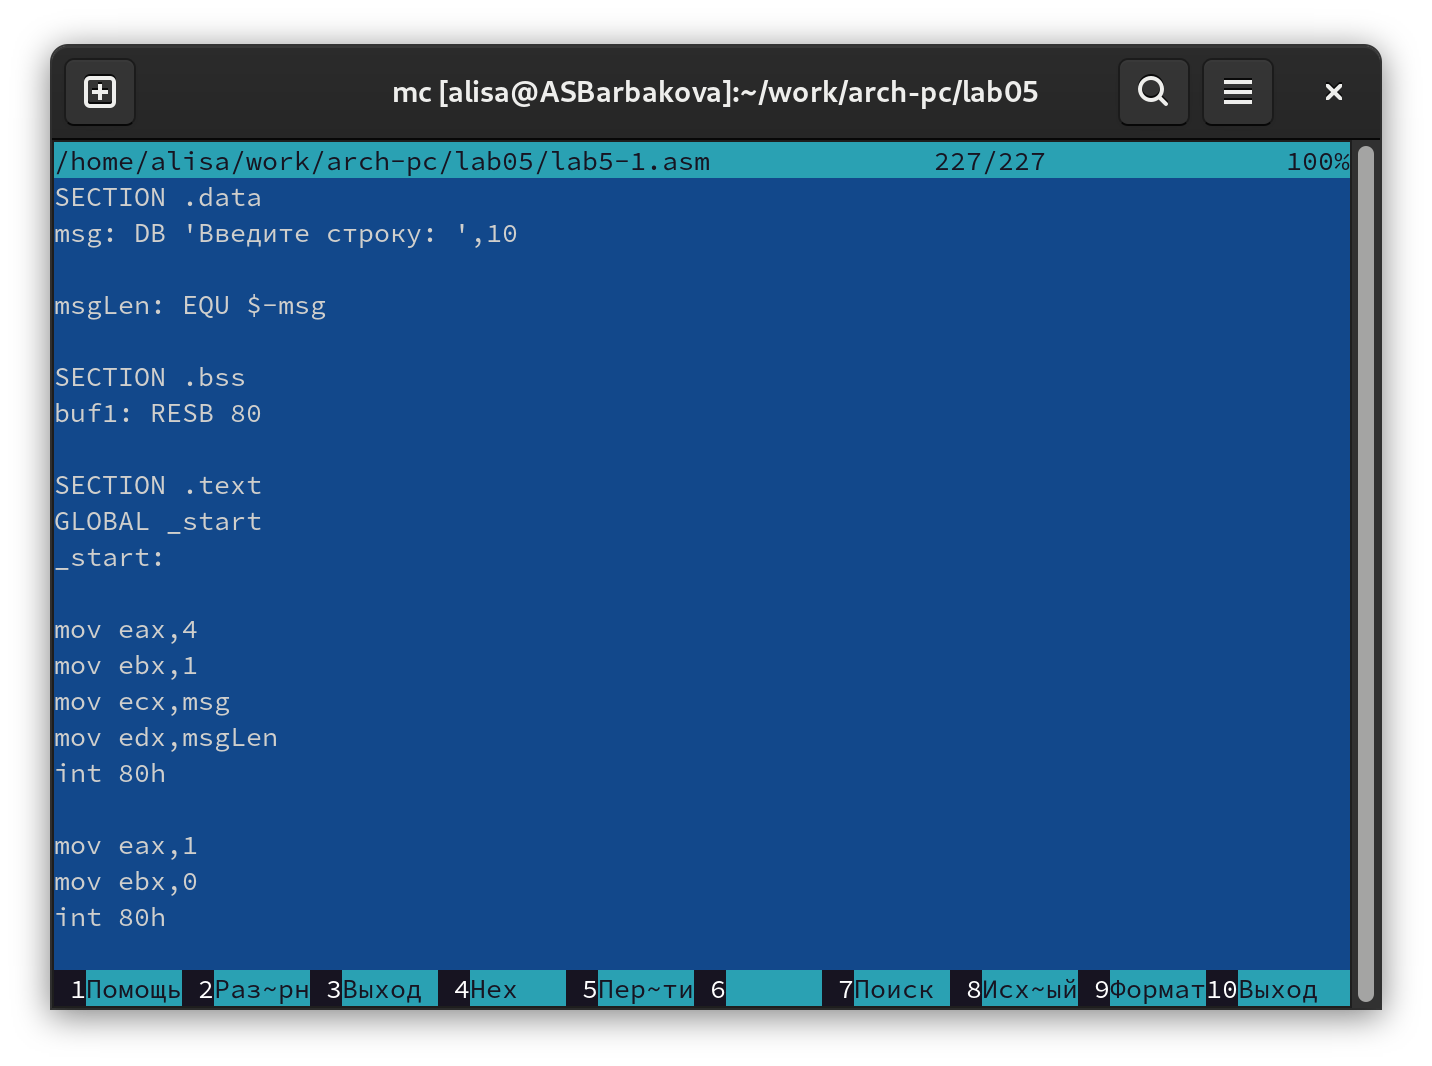 mc [alisa@ASBarbakova]:~/work/arch-pc/lab05
/home/alisa/work/arch-pc/lab05/lab5-1.asm 227/227 100%
SECTION .data
msg: DB 'Введите строку: ',10
msgLen: EQU $-msg
SECTION .bss
buf1: RESB 80
SECTION .text
GLOBAL _start
_start:
mov eax,4
mov ebx,1
mov ecx,msg
mov edx,msgLen
int 80h
mov eax,1
mov ebx,0
int 80h
1Помощь 2Раз~рн 3Выход 4Hex 5Пер~ти 6 7Поиск 8Исх~ый 9Формат10Выход